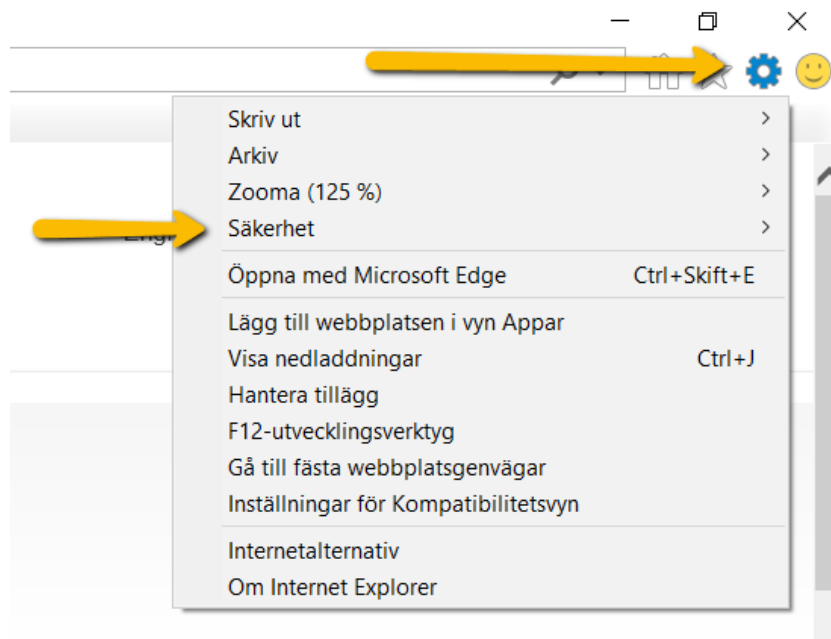 Skriv ut
Arkiv
Zooma (125 %)
Säkerhet
Öppna med Microsoft Edge Ctrl+Skift+E
Lägg till webbplatsen i vyn Appar
Visa nedladdningar Ctrl+J
Hantera tillägg
F12-utvecklingsverktyg
Gå till fästa webbplatsgenvägar
Inställningar för Kompatibilitetsvyn
Internetalternativ
Om Internet Explorer